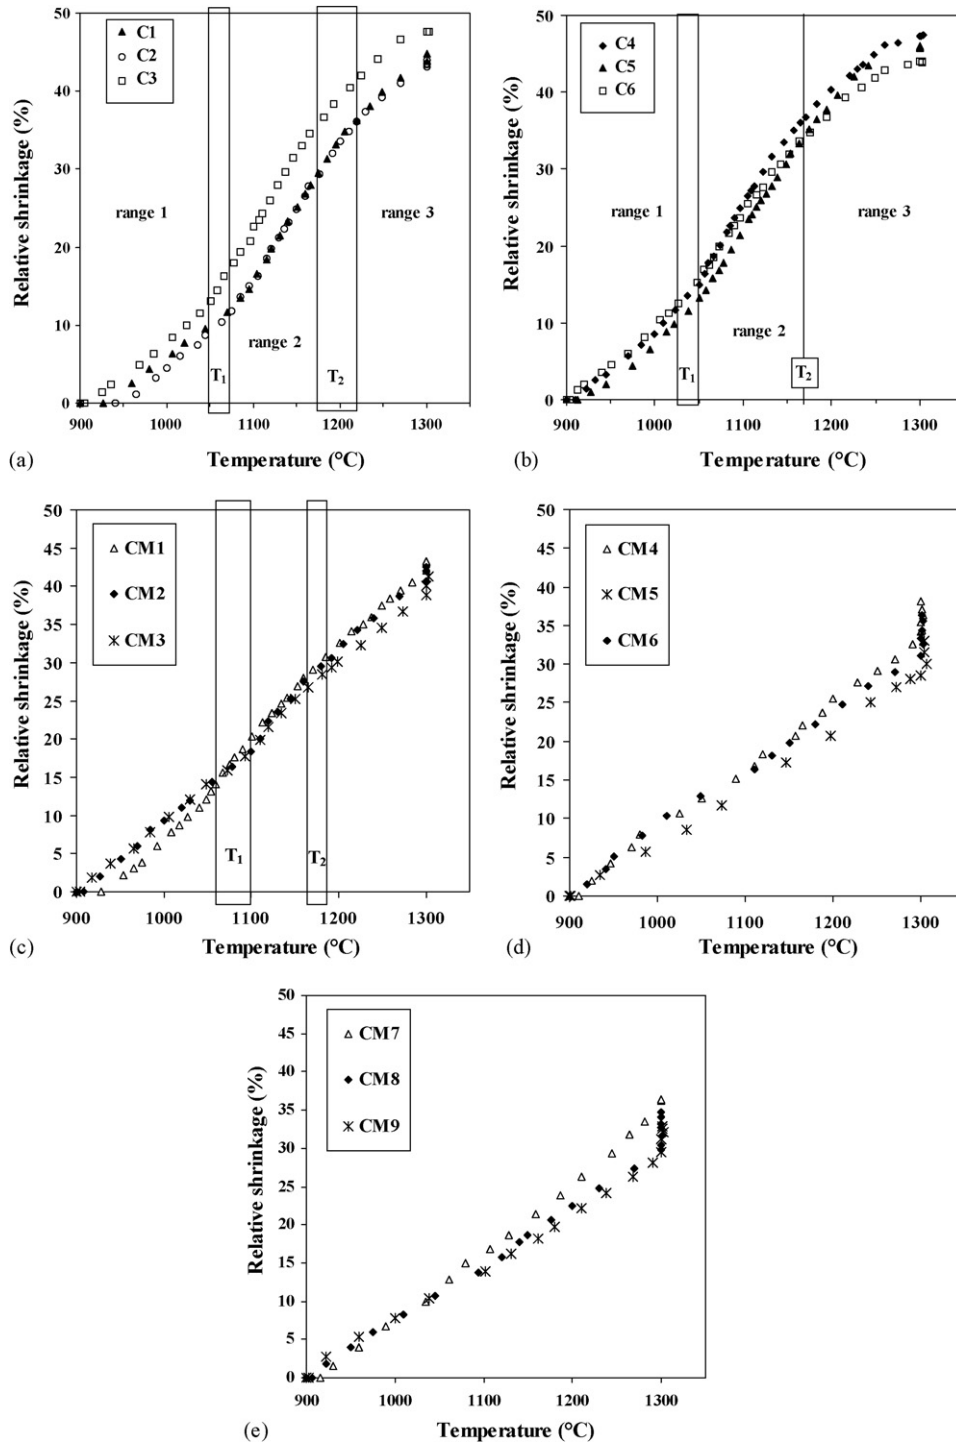 50
40
30
20
10
0
Relative shrinkage (%)
C1
C2
C3
range 1
range 2
range 3
T1
T2
900 1000 1100 1200 1300
Temperature (°C)
(a)
50
40
30
20
10
0
Relative shrinkage (%)
C4
C5
C6
range 1
range 2
range 3
T1
T2
900 1000 1100 1200 1300
Temperature (°C)
(b)
50
45
40
35
30
25
20
15
10
5
0
Relative shrinkage (%)
CM1
CM2
CM3
T1
T2
900 1000 1100 1200 1300
Temperature (°C)
(c)
50
45
40
35
30
25
20
15
10
5
0
Relative shrinkage (%)
CM4
CM5
CM6
900 1000 1100 1200 1300
Temperature (°C)
(d)
50
45
40
35
30
25
20
15
10
5
0
Relative shrinkage (%)
CM7
CM8
CM9
900 1000 1100 1200 1300
Temperature (°C)
(e)